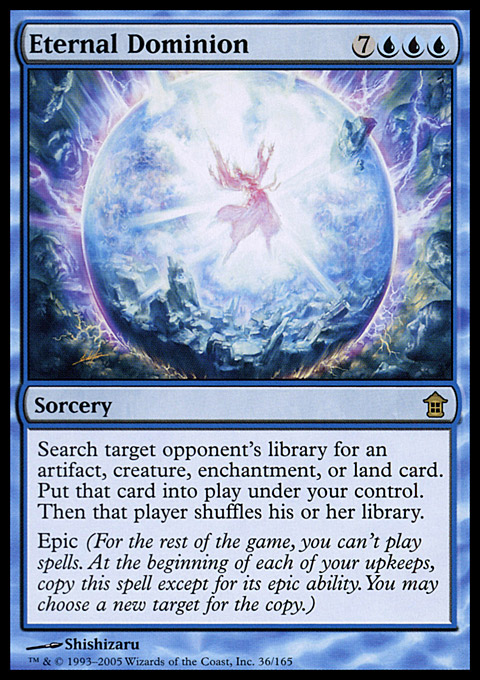 Eternal Dominion 7
Sorcery
Search target opponent's library for an
artifact, creature, enchantment, or land card.
Put that card into play under your control.
Then that player shuffles his or her library.
Epic (For the rest of the game, you can't play
spells. At the beginning of each of your upkeeps,
copy this spell except for its epic ability. You may
choose a new target for the copy.)
Shishizaru
™ & © 1993–2005 Wizards of the Coast, Inc. 36/165